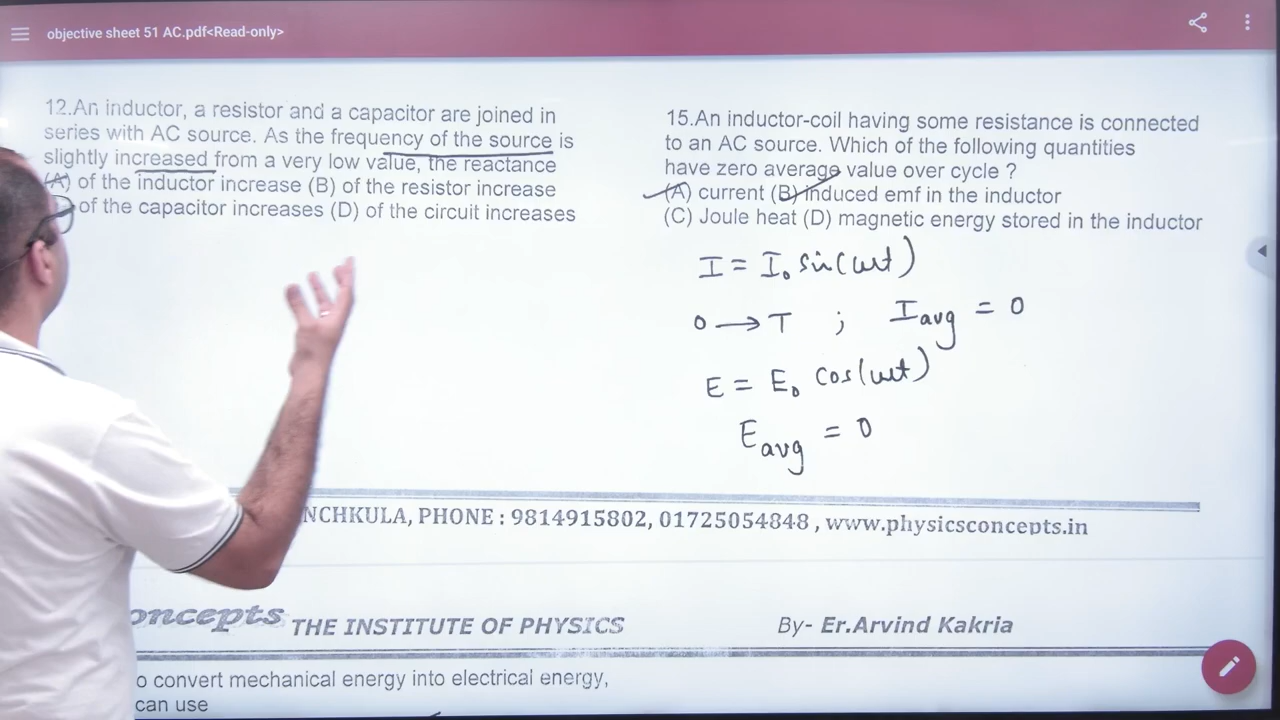 objective sheet 51 AC.pdf<Read-only>
12.An inductor, a resistor and a capacitor are joined in
series with AC source. As the frequency of the source is
slightly increased from a very low value, the reactance
(A) of the inductor increase (B) of the resistor increase
of the capacitor increases (D) of the circuit increases
15.An inductor-coil having some resistance is connected
to an AC source. Which of the following quantities
have zero average value over cycle ?
(A) current (B) induced emf in the inductor
(C) Joule heat (D) magnetic energy stored in the inductor
I = I₀ sin(ωt)
0 → T ; Iavg = 0
E = E₀ cos(ωt)
Eavg = 0
NCHKULA, PHONE : 9814915802, 01725054848 , www.physicsconcepts.in
oncepts THE INSTITUTE OF PHYSICS By- Er.Arvind Kakria
o convert mechanical energy into electrical energy,
can use